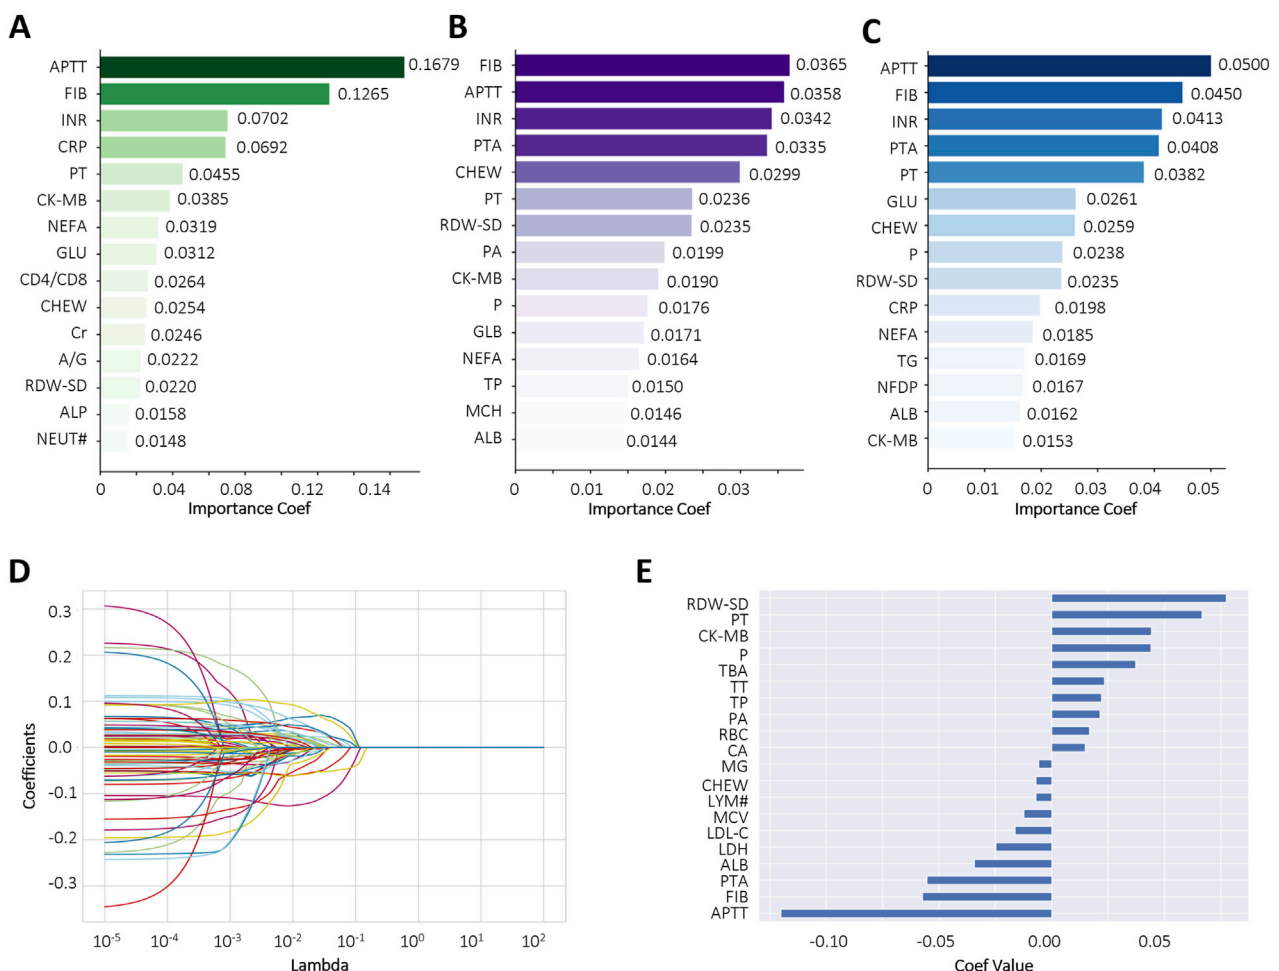 A
APTT 0.1679
FIB 0.1265
INR 0.0702
CRP 0.0692
PT 0.0455
CK-MB 0.0385
NEFA 0.0319
GLU 0.0312
CD4/CD8 0.0264
CHEW 0.0254
Cr 0.0246
A/G 0.0222
RDW-SD 0.0220
ALP 0.0158
NEUT# 0.0148
0 0.04 0.08 0.12 0.14
Importance Coef
B
FIB 0.0365
APTT 0.0358
INR 0.0342
PTA 0.0335
CHEW 0.0299
PT 0.0236
RDW-SD 0.0235
PA 0.0199
CK-MB 0.0190
P 0.0176
GLB 0.0171
NEFA 0.0164
TP 0.0150
MCH 0.0146
ALB 0.0144
0 0.01 0.02 0.03
Importance Coef
C
APTT 0.0500
FIB 0.0450
INR 0.0413
PTA 0.0408
PT 0.0382
GLU 0.0261
CHEW 0.0259
P 0.0238
RDW-SD 0.0235
CRP 0.0198
NEFA 0.0185
TG 0.0169
NFDP 0.0167
ALB 0.0162
CK-MB 0.0153
0 0.01 0.02 0.03 0.04 0.05
Importance Coef
D
Coefficients
0.3
0.2
0.1
0.0
-0.1
-0.2
-0.3
10-5 10-4 10-3 10-2 10-1 100 101 102
Lambda
E
RDW-SD
PT
CK-MB
P
TBA
TT
TP
PA
RBC
CA
MG
CHEW
LYM#
MCV
LDL-C
LDH
ALB
PTA
FIB
APTT
-0.10 -0.05 0.00 0.05
Coef Value